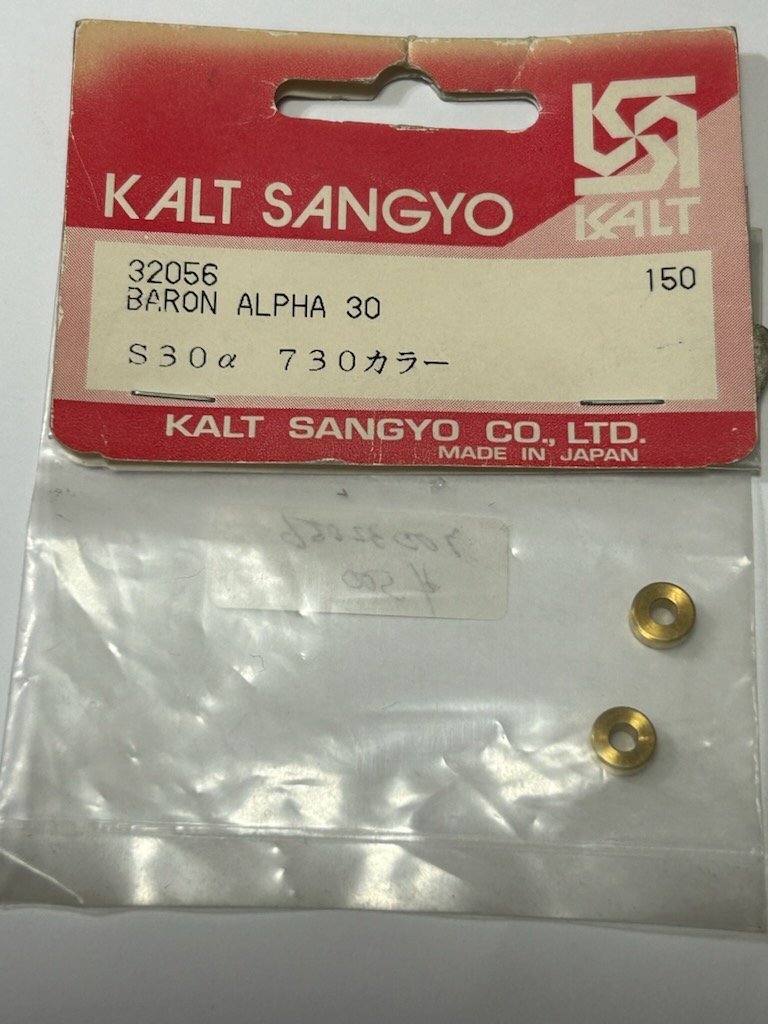 KALT SANGYO
KALT
32056
150
BARON ALPHA 30
S30α 730カラー
KALT SANGYO CO., LTD.
MADE IN JAPAN